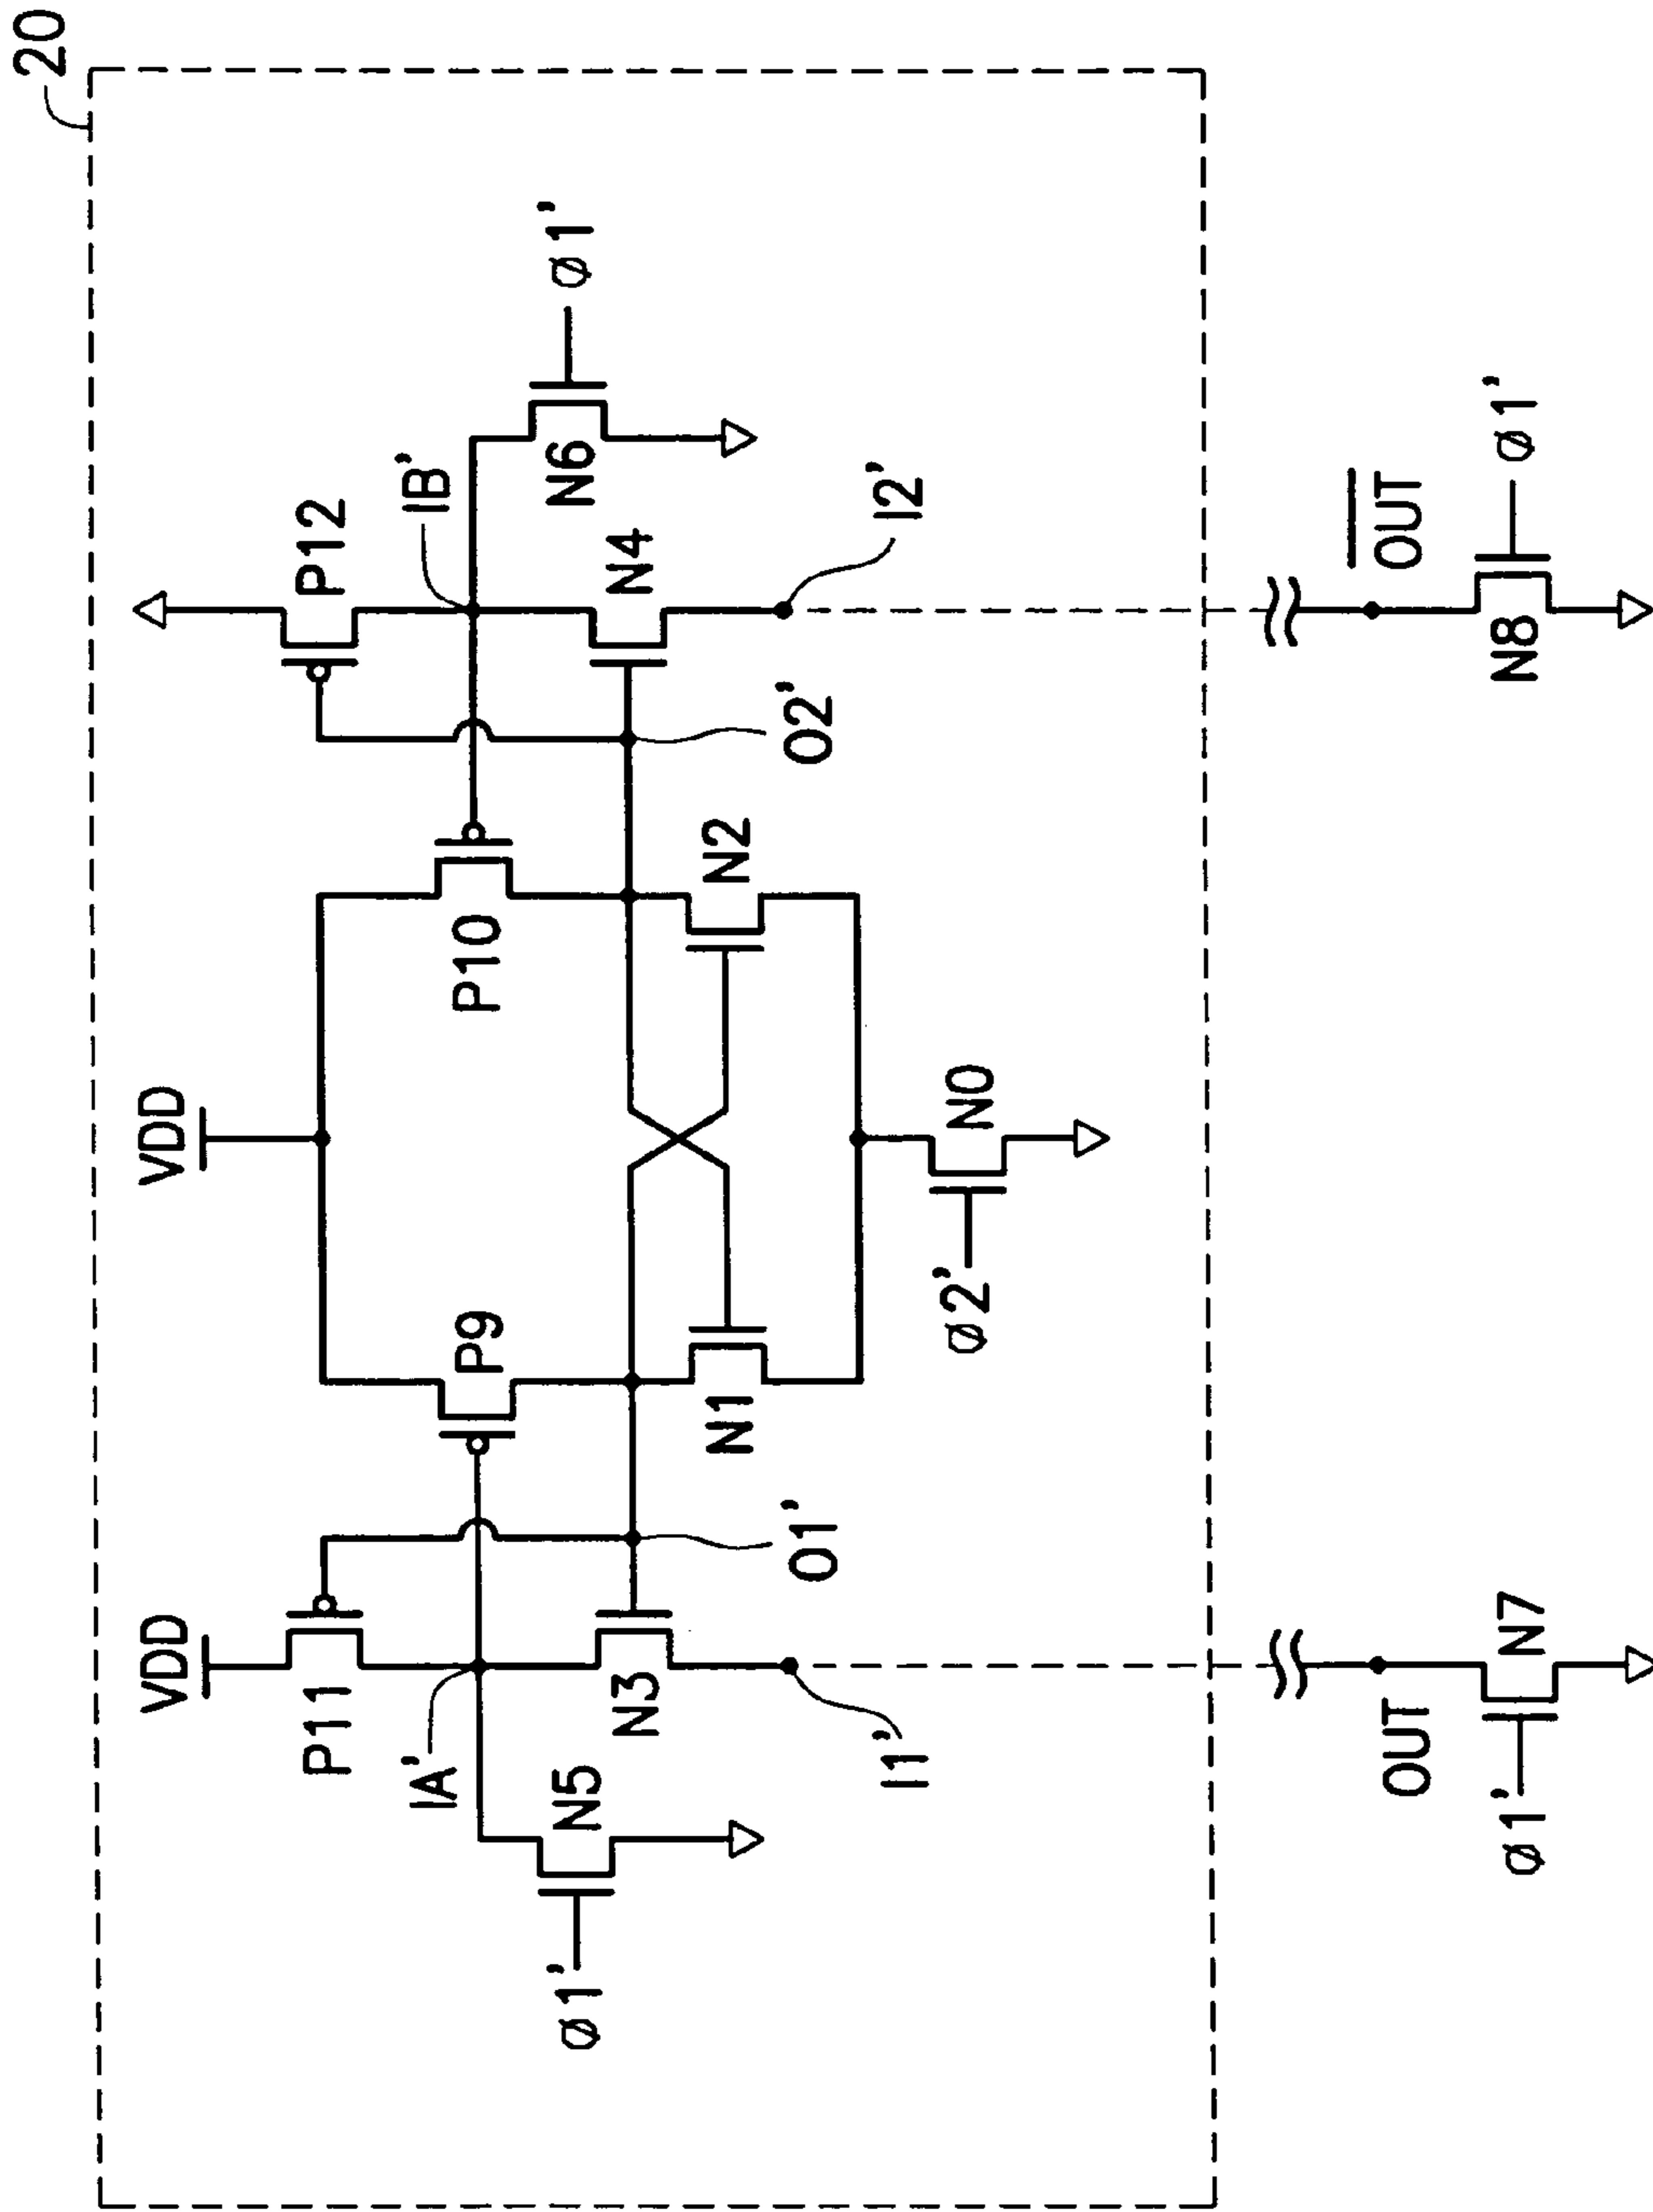 20
VDD
VDD
P11
P9
P10
P12
IA'
IB'
N5
ø1'
N3
N1
N2
N4
N6
ø1'
O1'
O2'
I1'
I2'
ø2'
N0
OUT
OUT
ø1'
N7
N8
ø1'